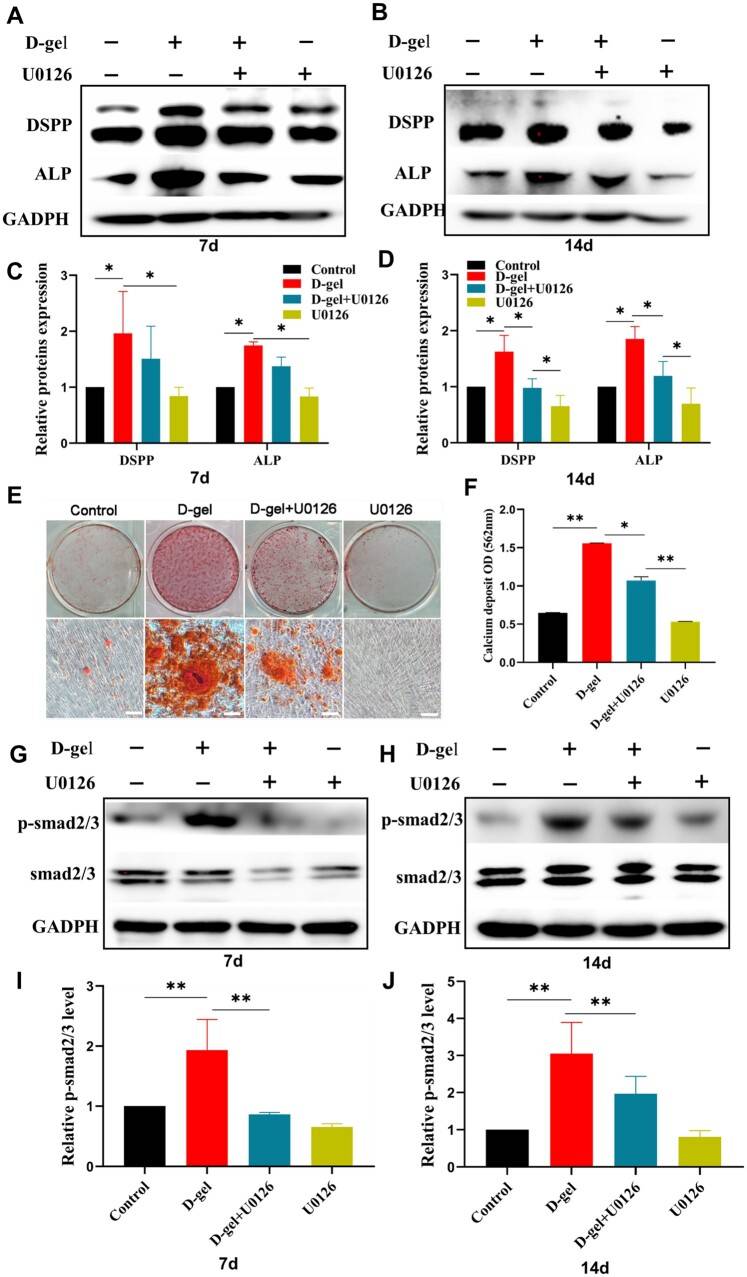 A
D-gel − + + −
U0126 − − + +
DSPP
ALP
GADPH
7d
B
D-gel − + + −
U0126 − − + +
DSPP
ALP
GADPH
14d
C
Relative proteins expression
3
2
1
0
* *
* *
Control
D-gel
D-gel+U0126
U0126
DSPP ALP
7d
D
Relative proteins expression
3
2
1
0
* * *
* * *
Control
D-gel
D-gel+U0126
U0126
DSPP ALP
14d
E
Control D-gel D-gel+U0126 U0126
F
Calcium deposit OD (562nm)
2.0
1.5
1.0
0.5
0.0
** * **
Control D-gel D-gel+U0126 U0126
G
D-gel − + + −
U0126 − − + +
p-smad2/3
smad2/3
GADPH
7d
H
D-gel − + + −
U0126 − − + +
p-smad2/3
smad2/3
GADPH
14d
I
Relative p-smad2/3 level
3
2
1
0
** **
Control D-gel D-gel+U0126 U0126
7d
J
Relative p-smad2/3 level
5
4
3
2
1
0
** **
Control D-gel D-gel+U0126 U0126
14d